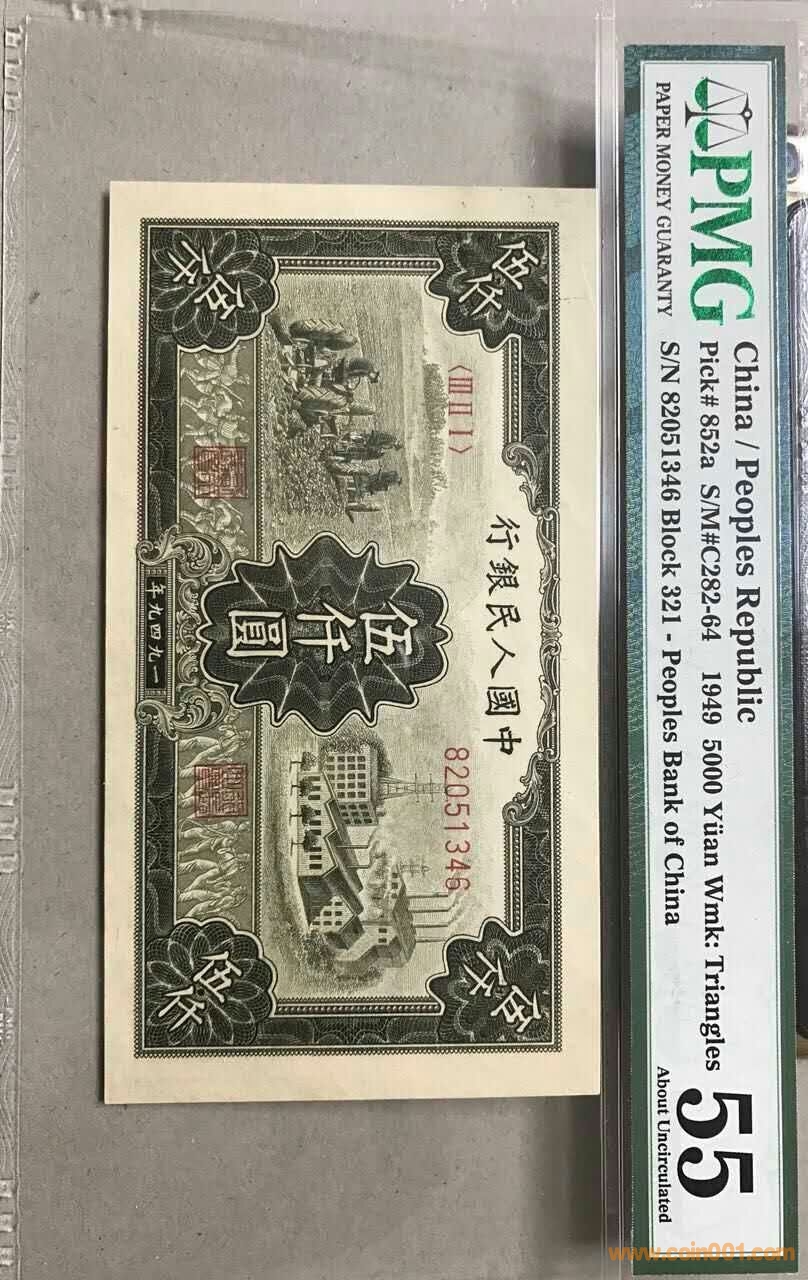 PMG
PAPER MONEY GUARANTY
China / Peoples Republic
Pick# 852a S/M#C282-64 1949 5000 Yüan Wmk: Triangles
S/N 82051346 Block 321 - Peoples Bank of China
55
About Uncirculated
伍仟
伍仟
行銀民人國中
〈III II I〉
82051346
伍仟圓
伍仟
伍仟
年九四九一
www.coin001.com